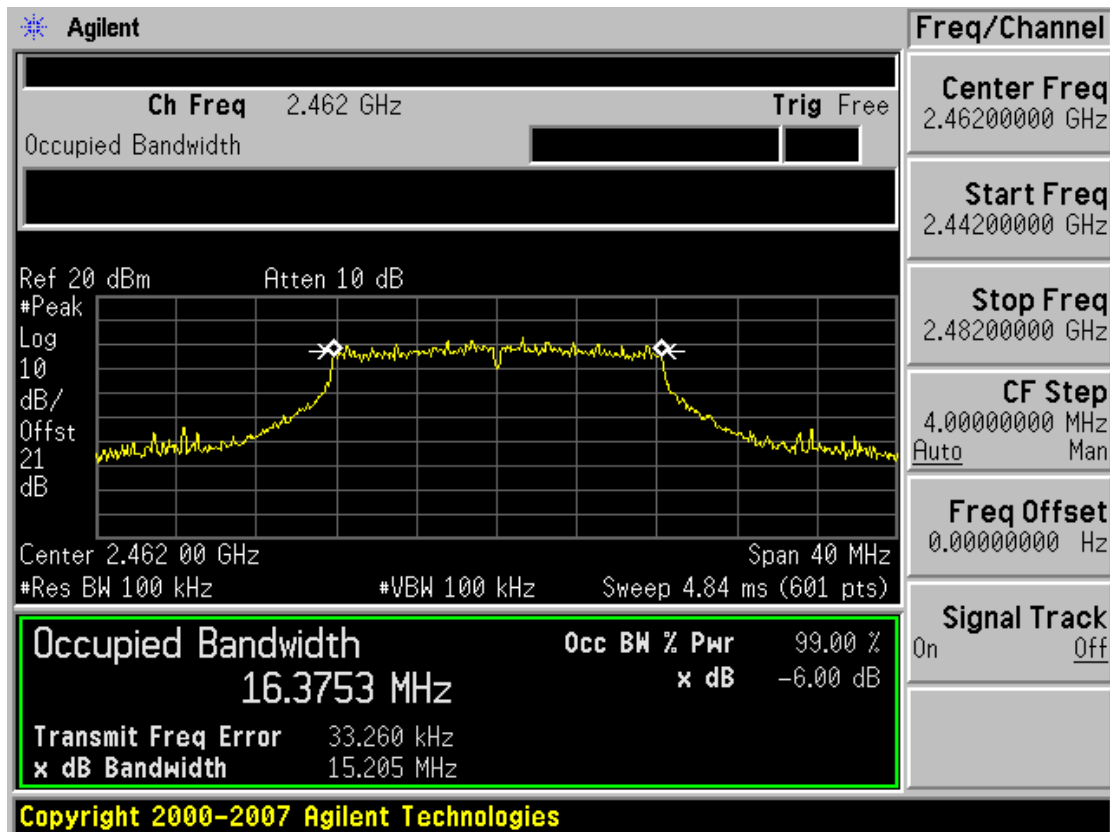 Agilent
Freq/Channel
Ch Freq 2.462 GHz Trig Free
Occupied Bandwidth
Center Freq
2.46200000 GHz
Start Freq
2.44200000 GHz
Stop Freq
2.48200000 GHz
CF Step
4.00000000 MHz
Auto Man
Freq Offset
0.00000000 Hz
Signal Track
On Off
Ref 20 dBm Atten 10 dB
#Peak
Log
10
dB/
Offst
21
dB
Center 2.462 00 GHz Span 40 MHz
#Res BW 100 kHz #VBW 100 kHz Sweep 4.84 ms (601 pts)
Occupied Bandwidth Occ BW % Pwr 99.00 %
16.3753 MHz x dB -6.00 dB
Transmit Freq Error 33.260 kHz
x dB Bandwidth 15.205 MHz
Copyright 2000-2007 Agilent Technologies